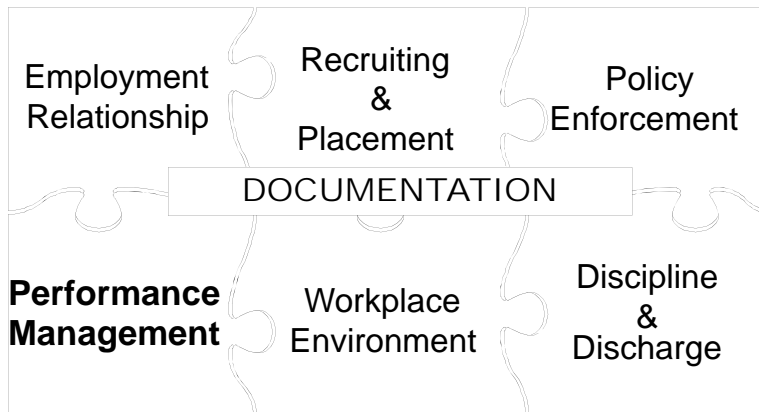 Employment
Relationship
Recruiting
&
Placement
Policy
Enforcement
DOCUMENTATION
Performance
Management
Workplace
Environment
Discipline
&
Discharge